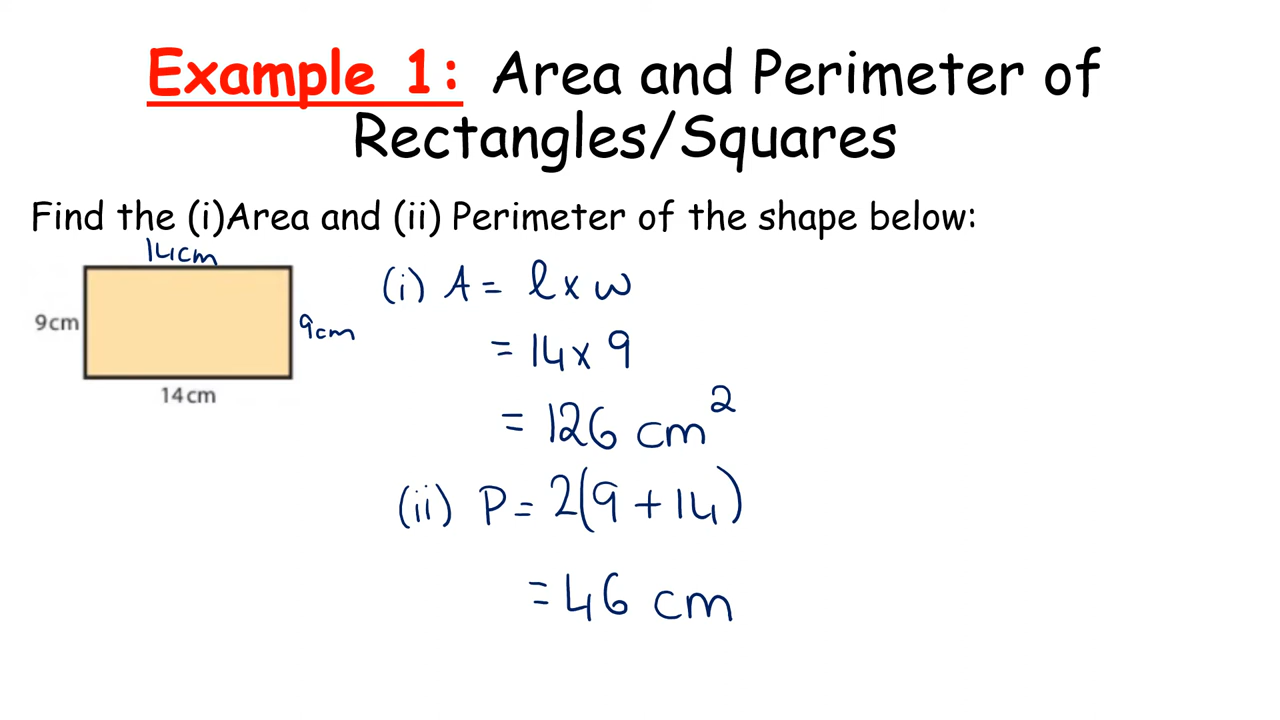 Example 1: Area and Perimeter of
Rectangles/Squares
Find the (i)Area and (ii) Perimeter of the shape below:
14cm
9cm
9cm
14cm
(i) A = l x w
= 14 x 9
= 126 cm²
(ii) P = 2(9 + 14)
= 46 cm